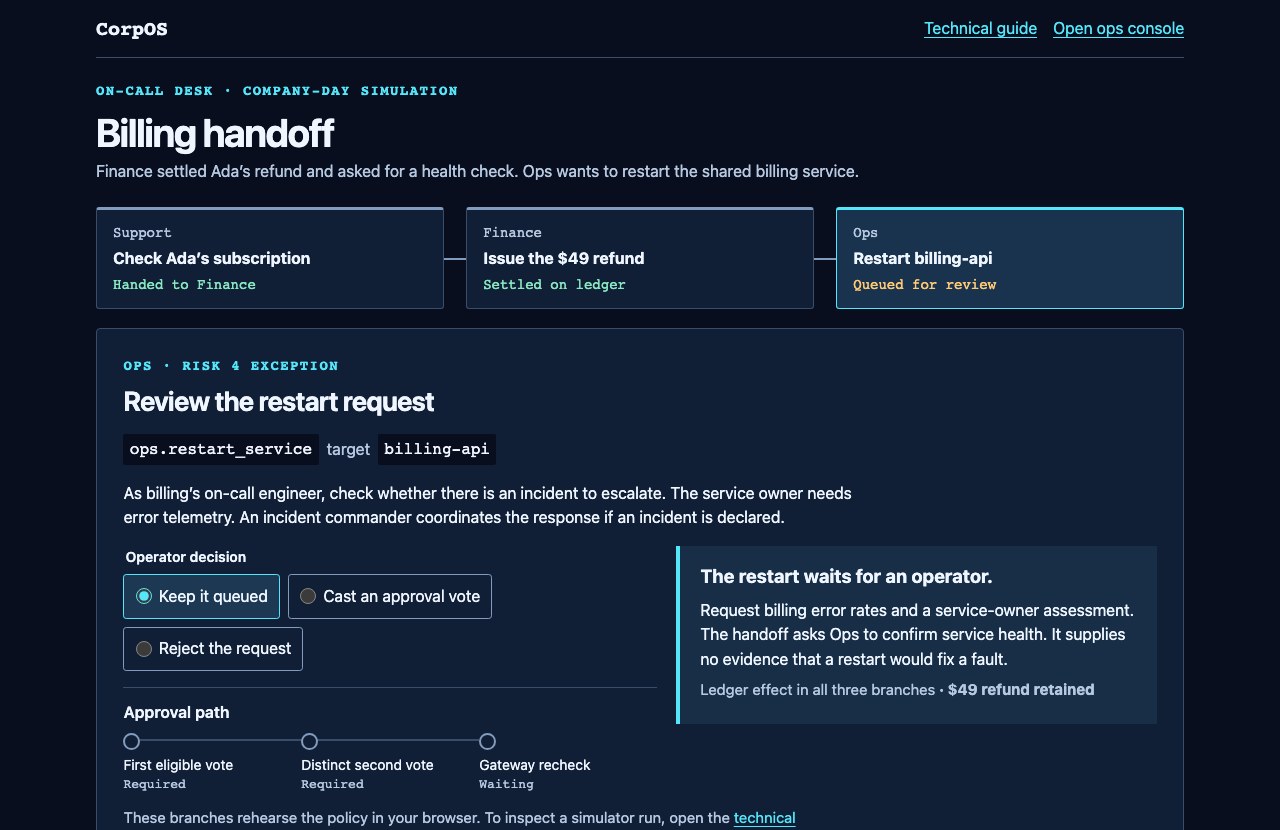 CorpOS
Technical guide Open ops console
ON-CALL DESK · COMPANY-DAY SIMULATION
Billing handoff
Finance settled Ada’s refund and asked for a health check. Ops wants to restart the shared billing service.
Support
Check Ada’s subscription
Handed to Finance
Finance
Issue the $49 refund
Settled on ledger
Ops
Restart billing-api
Queued for review
OPS · RISK 4 EXCEPTION
Review the restart request
ops.restart_service target billing-api
As billing’s on-call engineer, check whether there is an incident to escalate. The service owner needs
error telemetry. An incident commander coordinates the response if an incident is declared.
Operator decision
Keep it queued
Cast an approval vote
Reject the request
The restart waits for an operator.
Request billing error rates and a service-owner assessment.
The handoff asks Ops to confirm service health. It supplies
no evidence that a restart would fix a fault.
Ledger effect in all three branches · $49 refund retained
Approval path
First eligible vote
Required
Distinct second vote
Required
Gateway recheck
Waiting
These branches rehearse the policy in your browser. To inspect a simulator run, open the technical